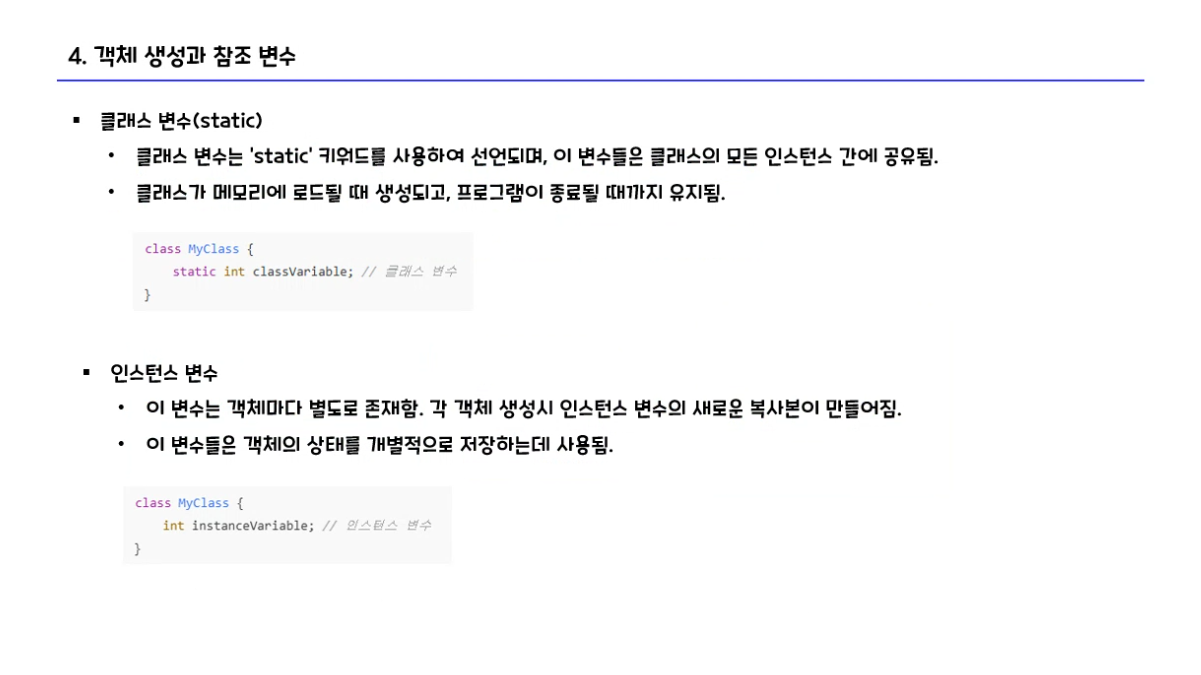 4. 객체 생성과 참조 변수
▪ 클래스 변수(static)
• 클래스 변수는 'static' 키워드를 사용하여 선언되며, 이 변수들은 클래스의 모든 인스턴스 간에 공유됨.
• 클래스가 메모리에 로드될 때 생성되고, 프로그램이 종료될 때까지 유지됨.
class MyClass {
    static int classVariable; // 클래스 변수
}
▪ 인스턴스 변수
• 이 변수는 객체마다 별도로 존재함. 각 객체 생성시 인스턴스 변수의 새로운 복사본이 만들어짐.
• 이 변수들은 객체의 상태를 개별적으로 저장하는데 사용됨.
class MyClass {
    int instanceVariable; // 인스턴스 변수
}